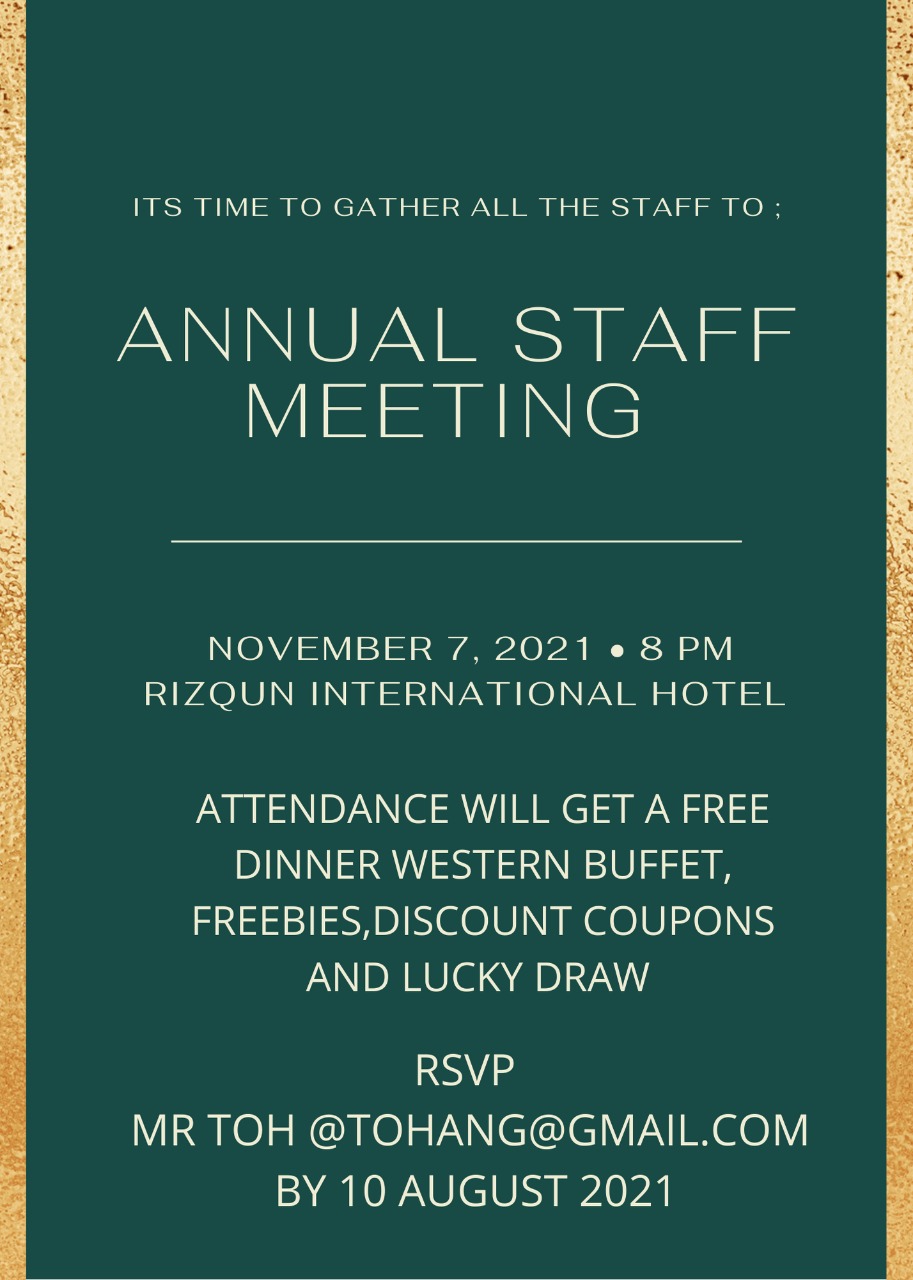 ITS TIME TO GATHER ALL THE STAFF TO ;
ANNUAL STAFF
MEETING
NOVEMBER 7, 2021 • 8 PM
RIZQUN INTERNATIONAL HOTEL
ATTENDANCE WILL GET A FREE
DINNER WESTERN BUFFET,
FREEBIES,DISCOUNT COUPONS
AND LUCKY DRAW
RSVP
MR TOH @TOHANG@GMAIL.COM
BY 10 AUGUST 2021